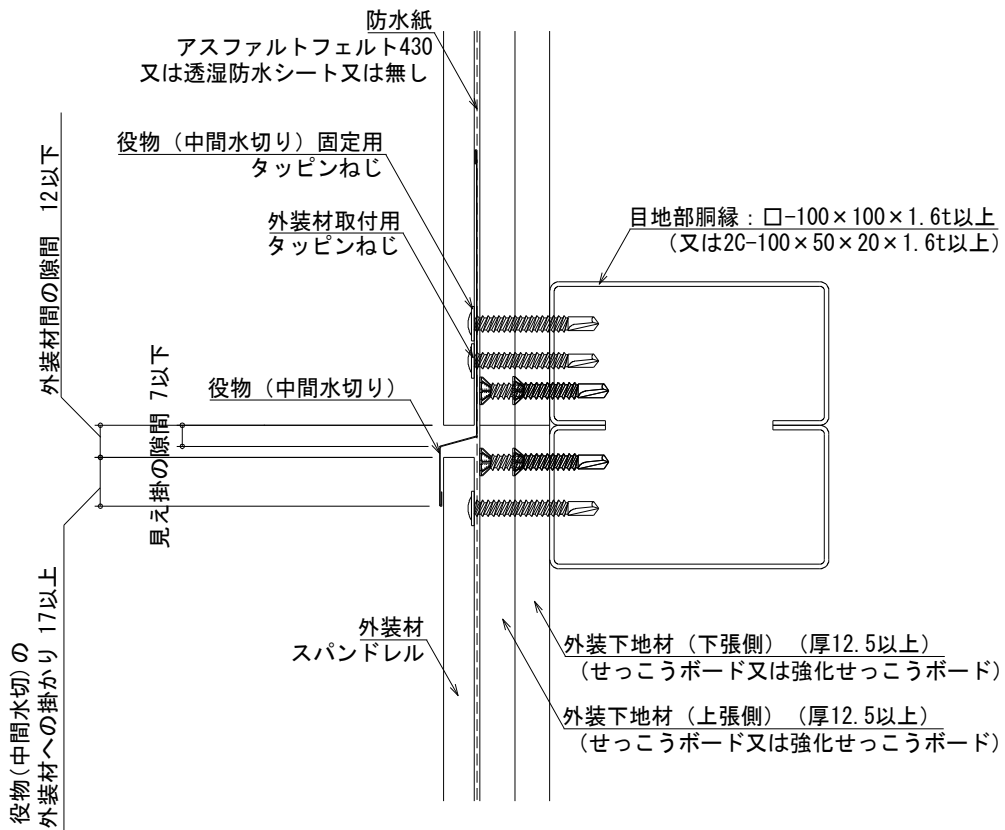 防水紙
アスファルトフェルト430
又は透湿防水シート又は無し
役物（中間水切り）固定用
タッピンねじ
外装材取付用
タッピンねじ
目地部胴縁：□-100×100×1.6t以上
（又は2C-100×50×20×1.6t以上）
外装材間の隙間 12以下
見え掛の隙間 7以下
役物（中間水切り）
役物(中間水切)の
外装材への掛かり 17以上
外装材
スパンドレル
外装下地材（下張側）（厚12.5以上）
（せっこうボード又は強化せっこうボード）
外装下地材（上張側）（厚12.5以上）
（せっこうボード又は強化せっこうボード）